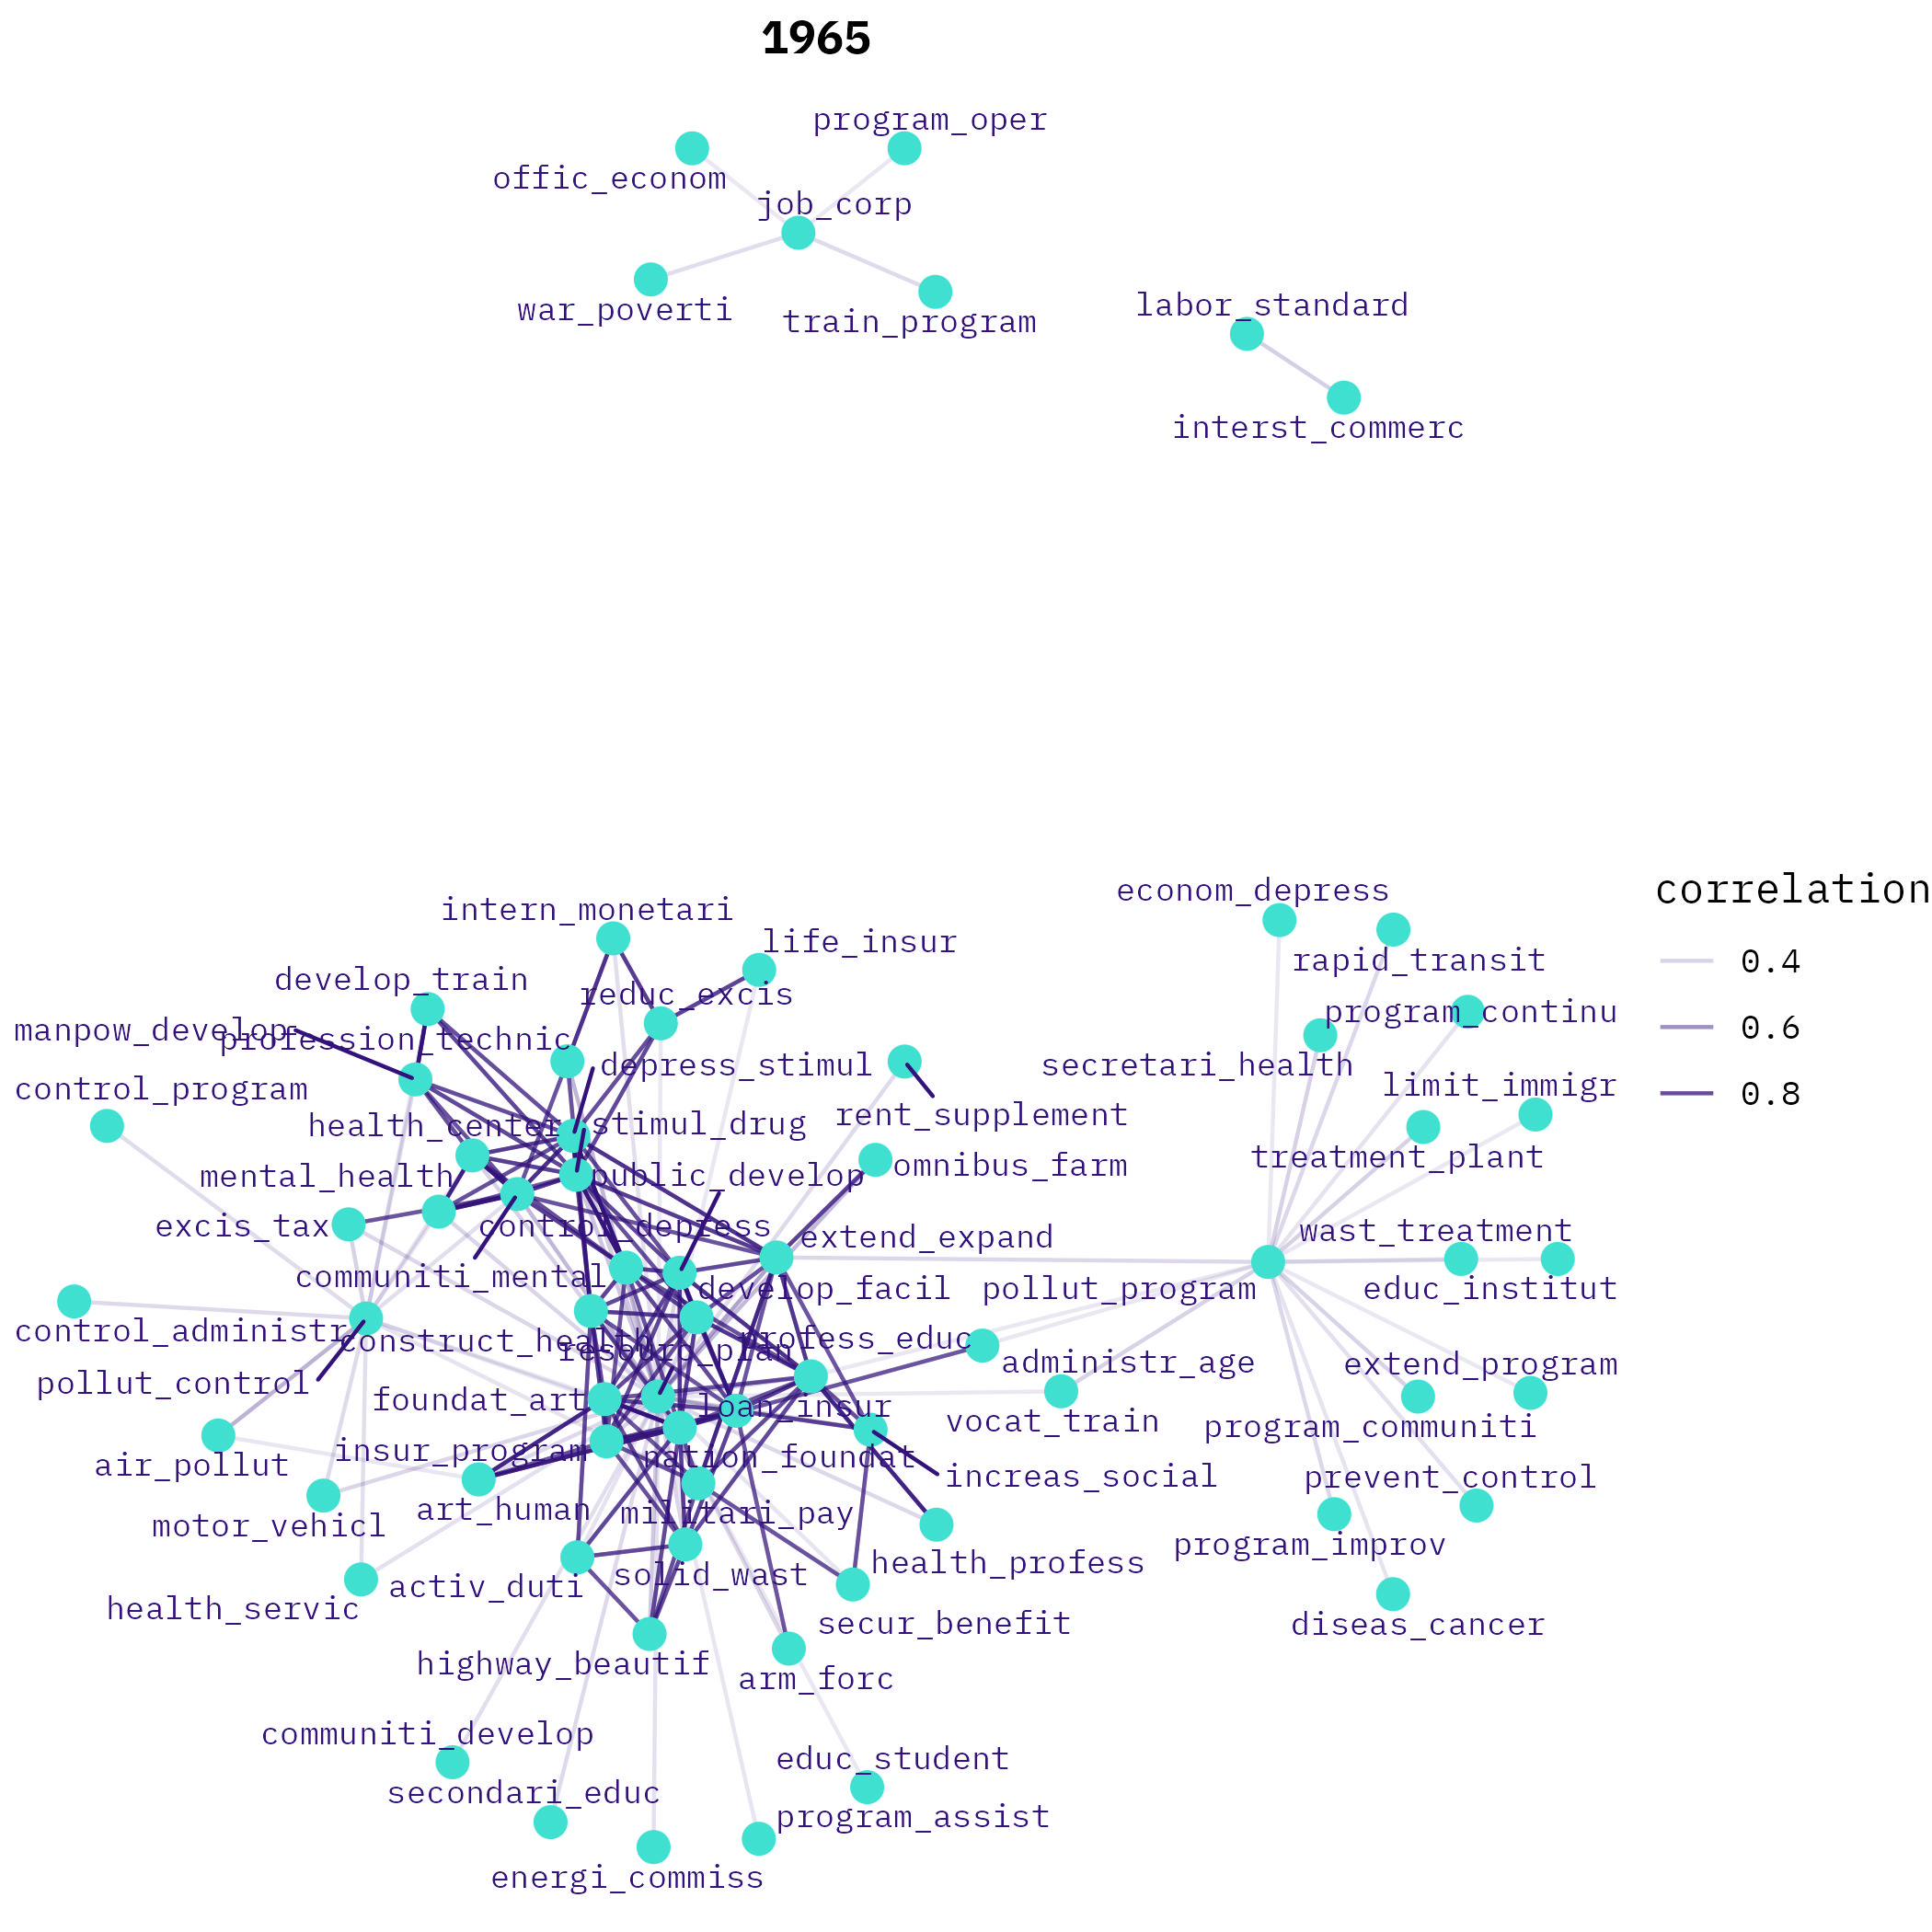 1965
program_oper
offic_econom
job_corp
war_poverti
train_program
labor_standard
interst_commerc
correlation
0.4
0.6
0.8
econom_depress
intern_monetari
life_insur
rapid_transit
develop_train
reduc_excis
program_continu
manpow_develop
profession_technic
depress_stimul
secretari_health
control_program
limit_immigr
rent_supplement
health_center
stimul_drug
treatment_plant
mental_health
public_develop
omnibus_farm
excis_tax
control_depress
extend_expand
wast_treatment
communiti_mental
develop_facil
pollut_program
educ_institut
control_administr
construct_health
resourc_plan
profess_educ
administr_age
extend_program
pollut_control
foundat_art
loan_insur
vocat_train
program_communiti
air_pollut
insur_program
nation_foundat
increas_social
prevent_control
motor_vehicl
art_human
militari_pay
program_improv
health_profess
activ_duti
solid_wast
health_servic
secur_benefit
diseas_cancer
highway_beautif
arm_forc
communiti_develop
educ_student
secondari_educ
program_assist
energi_commiss